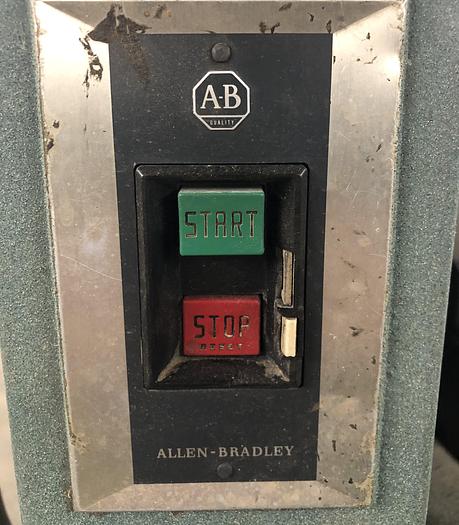 A-B
QUALITY
START
STOP
RESET
ALLEN-BRADLEY